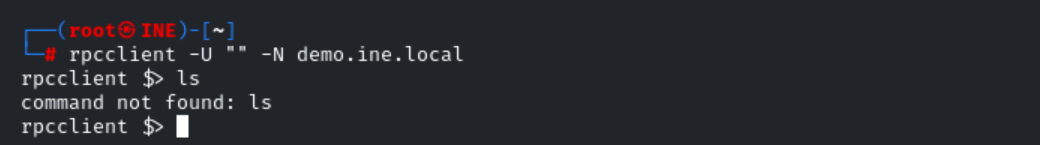 ┌──(root㉿INE)-[~]
└─# rpcclient -U "" -N demo.ine.local
rpcclient $> ls
command not found: ls
rpcclient $>